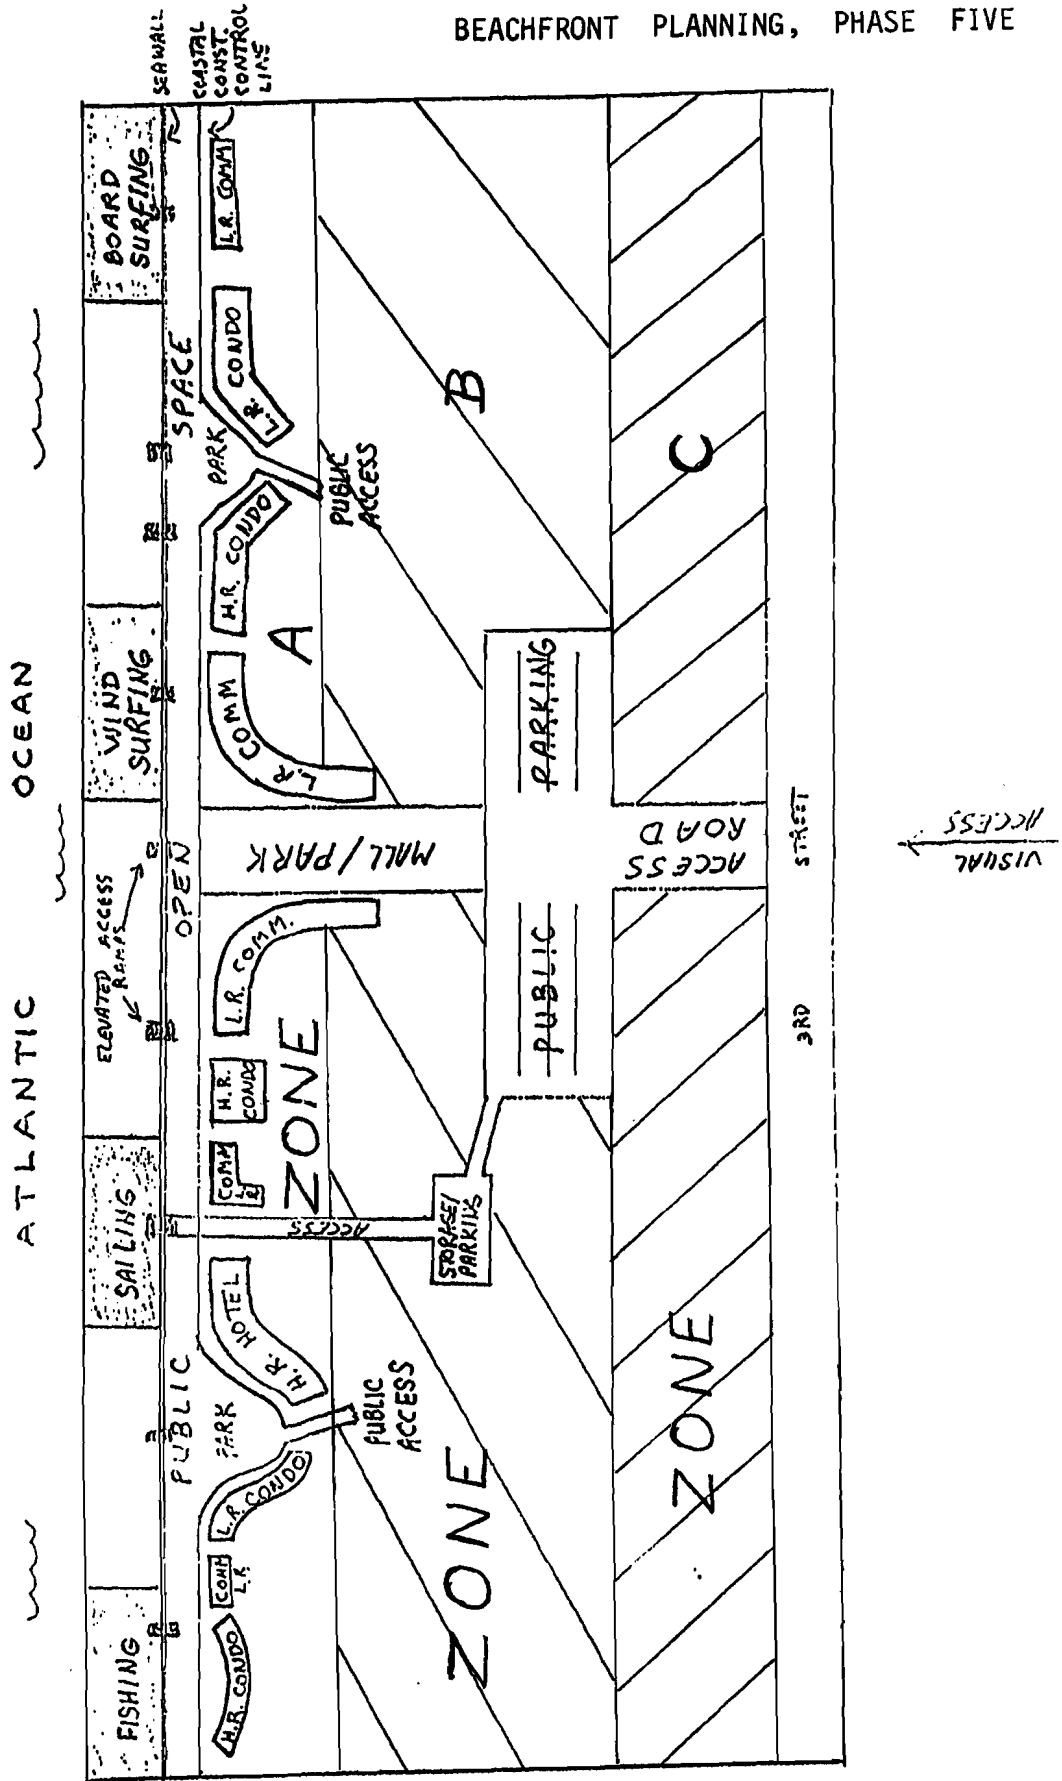 BEACHFRONT PLANNING, PHASE FIVE
ATLANTIC OCEAN
FISHING
SAILING
ELEVATED ACCESS
RAMPS
WIND
SURFING
BOARD
SURFING
SEAWALL
COASTAL
CONST.
CONTROL
LINE
PUBLIC OPEN SPACE
PARK
PARK
H.R. CONDO
COMM
L.R.
L.R. CONDO
H.R. HOTEL
COMM
L.R.
H.R.
CONDO
L.R. COMM.
L.R. COMM
H.R. CONDO
L.R. CONDO
L.R. COMM
ZONE A
PUBLIC
ACCESS
ACCESS
MALL/PARK
PUBLIC
ACCESS
STORAGE/
PARKING
ZONE B
PUBLIC PARKING
ACCESS
ROAD
ZONE C
3RD STREET
VISUAL
ACCESS